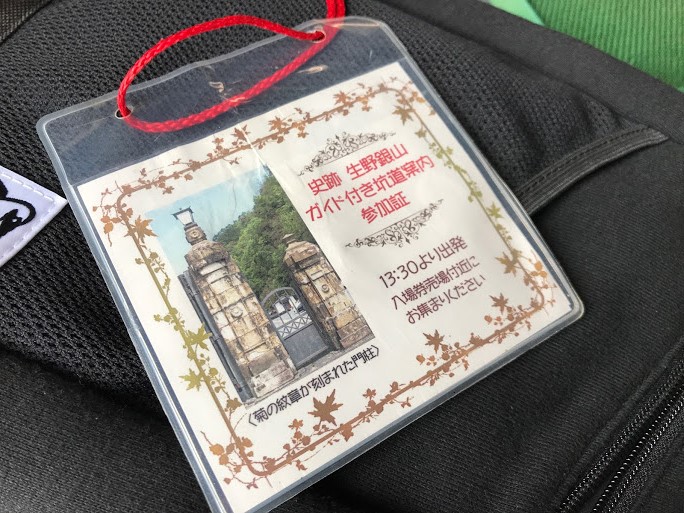 史跡 生野銀山
ガイド付き坑道案内
参加証
13:30より出発
入場券売場付近に
お集まりください
〈菊の紋章が刻まれた門柱〉